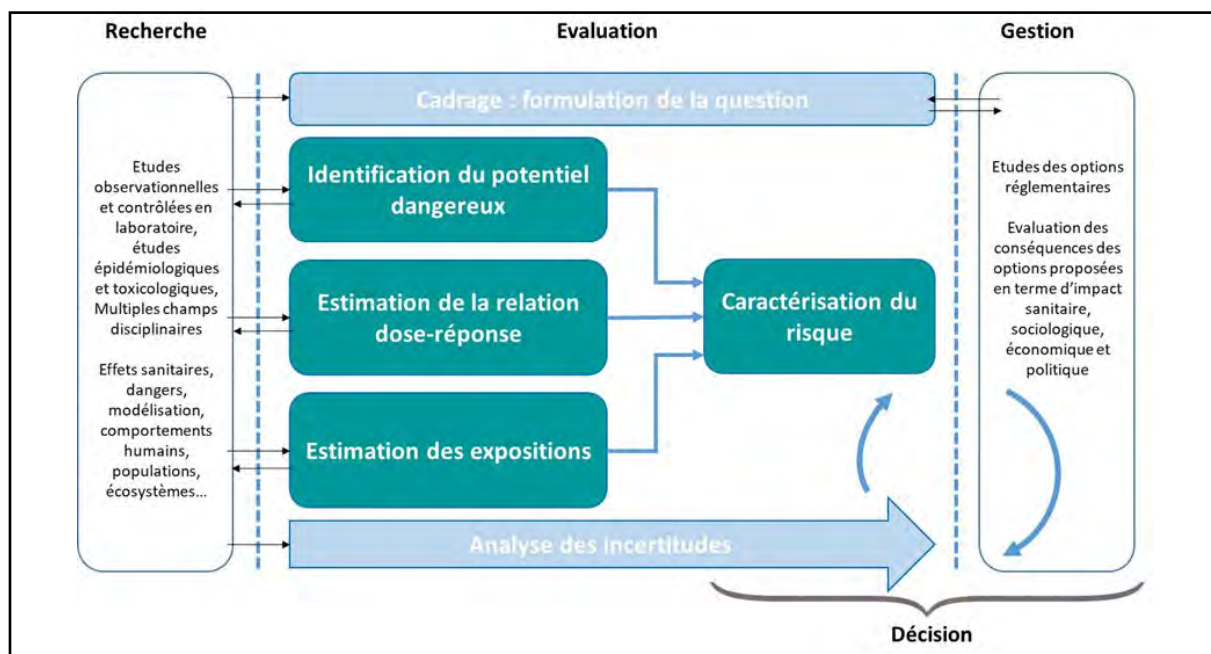 Recherche
Evaluation
Gestion
Cadrage : formulation de la question
Etudes
observationnelles
et contrôlées en
laboratoire,
études
épidémiologiques
et toxicologiques,
Multiples champs
disciplinaires
Effets sanitaires,
dangers,
modélisation,
comportements
humains,
populations,
écosystèmes...
Identification du potentiel
dangereux
Estimation de la relation
dose-réponse
Estimation des expositions
Caractérisation du
risque
Analyse des incertitudes
Etudes des options
réglementaires
Evaluation des
conséquences des
options proposées
en terme d'impact
sanitaire,
sociologique,
économique et
politique
Décision